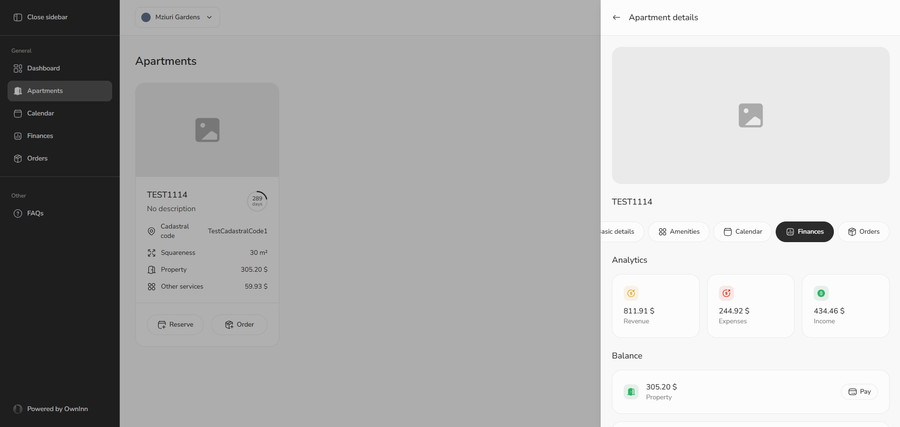 Close sidebar
General
Dashboard
Apartments
Calendar
Finances
Orders
Other
FAQs
Powered by OwnInn
Mziuri Gardens
Apartments
TEST1114
No description
289
days
Cadastral
code
TestCadastralCode1
Squareness
30 m²
Property
305.20 $
Other services
59.93 $
Reserve
Order
Apartment details
TEST1114
asic details
Amenities
Calendar
Finances
Orders
Analytics
811.91 $
Revenue
244.92 $
Expenses
434.46 $
Income
Balance
305.20 $
Property
Pay